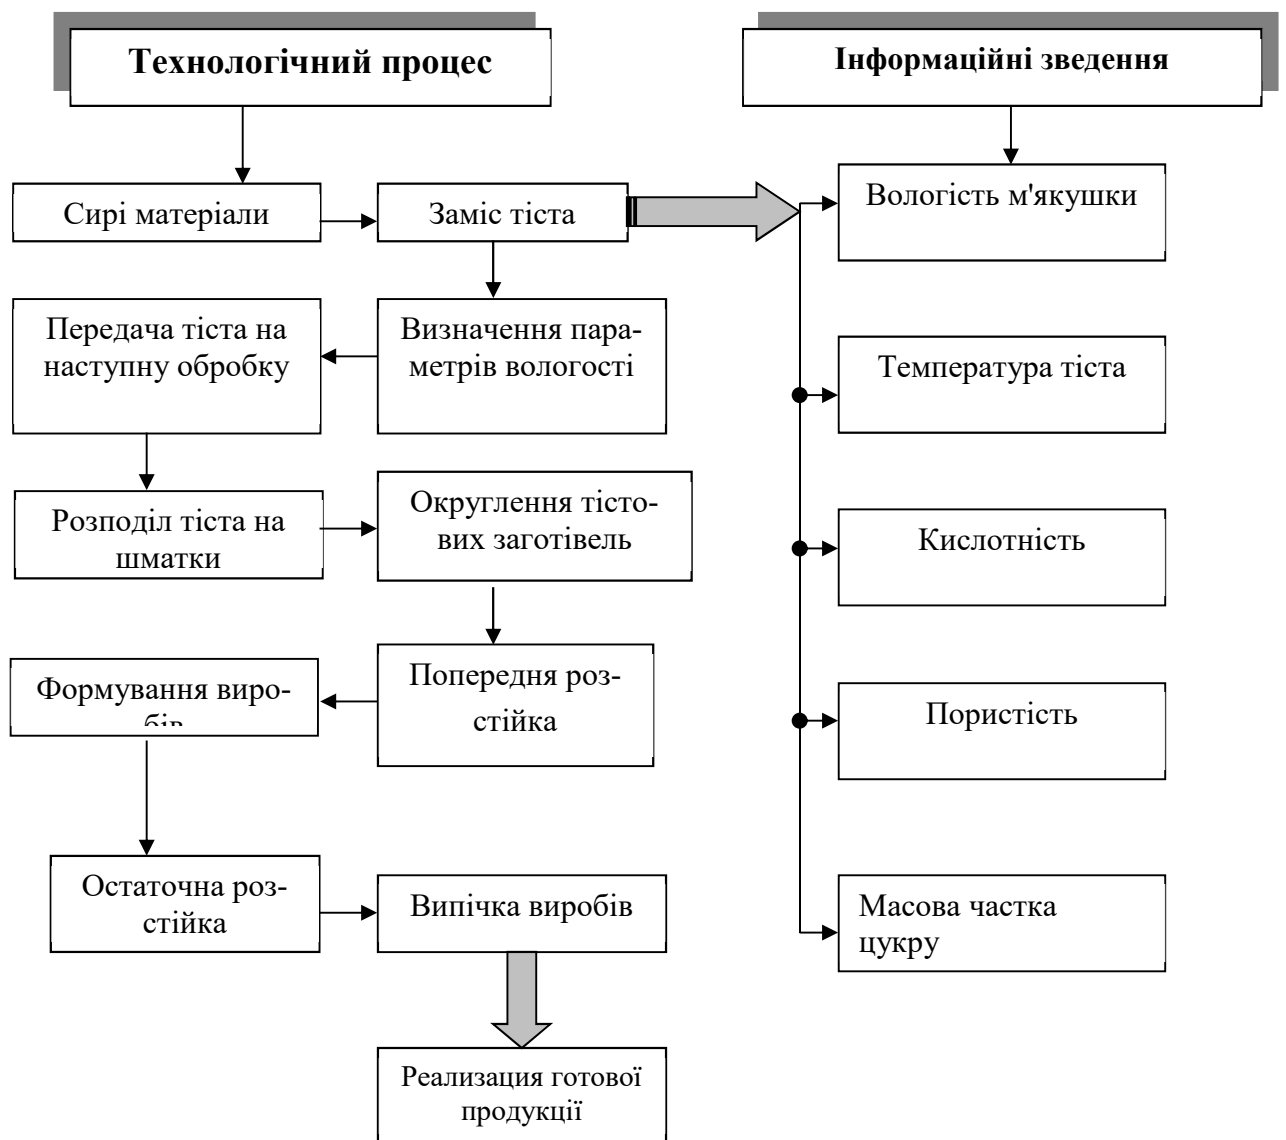 Технологічний процес
Інформаційні зведення
Сирі матеріали
Заміс тіста
Вологість м'якушки
Передача тіста на
наступну обробку
Визначення пара-
метрів вологості
Температура тіста
Розподіл тіста на
шматки
Округлення тісто-
вих заготівель
Кислотність
Формування виро-
бів
Попередня роз-
стійка
Пористість
Остаточна роз-
стійка
Випічка виробів
Масова частка
цукру
Реализация готової
продукції